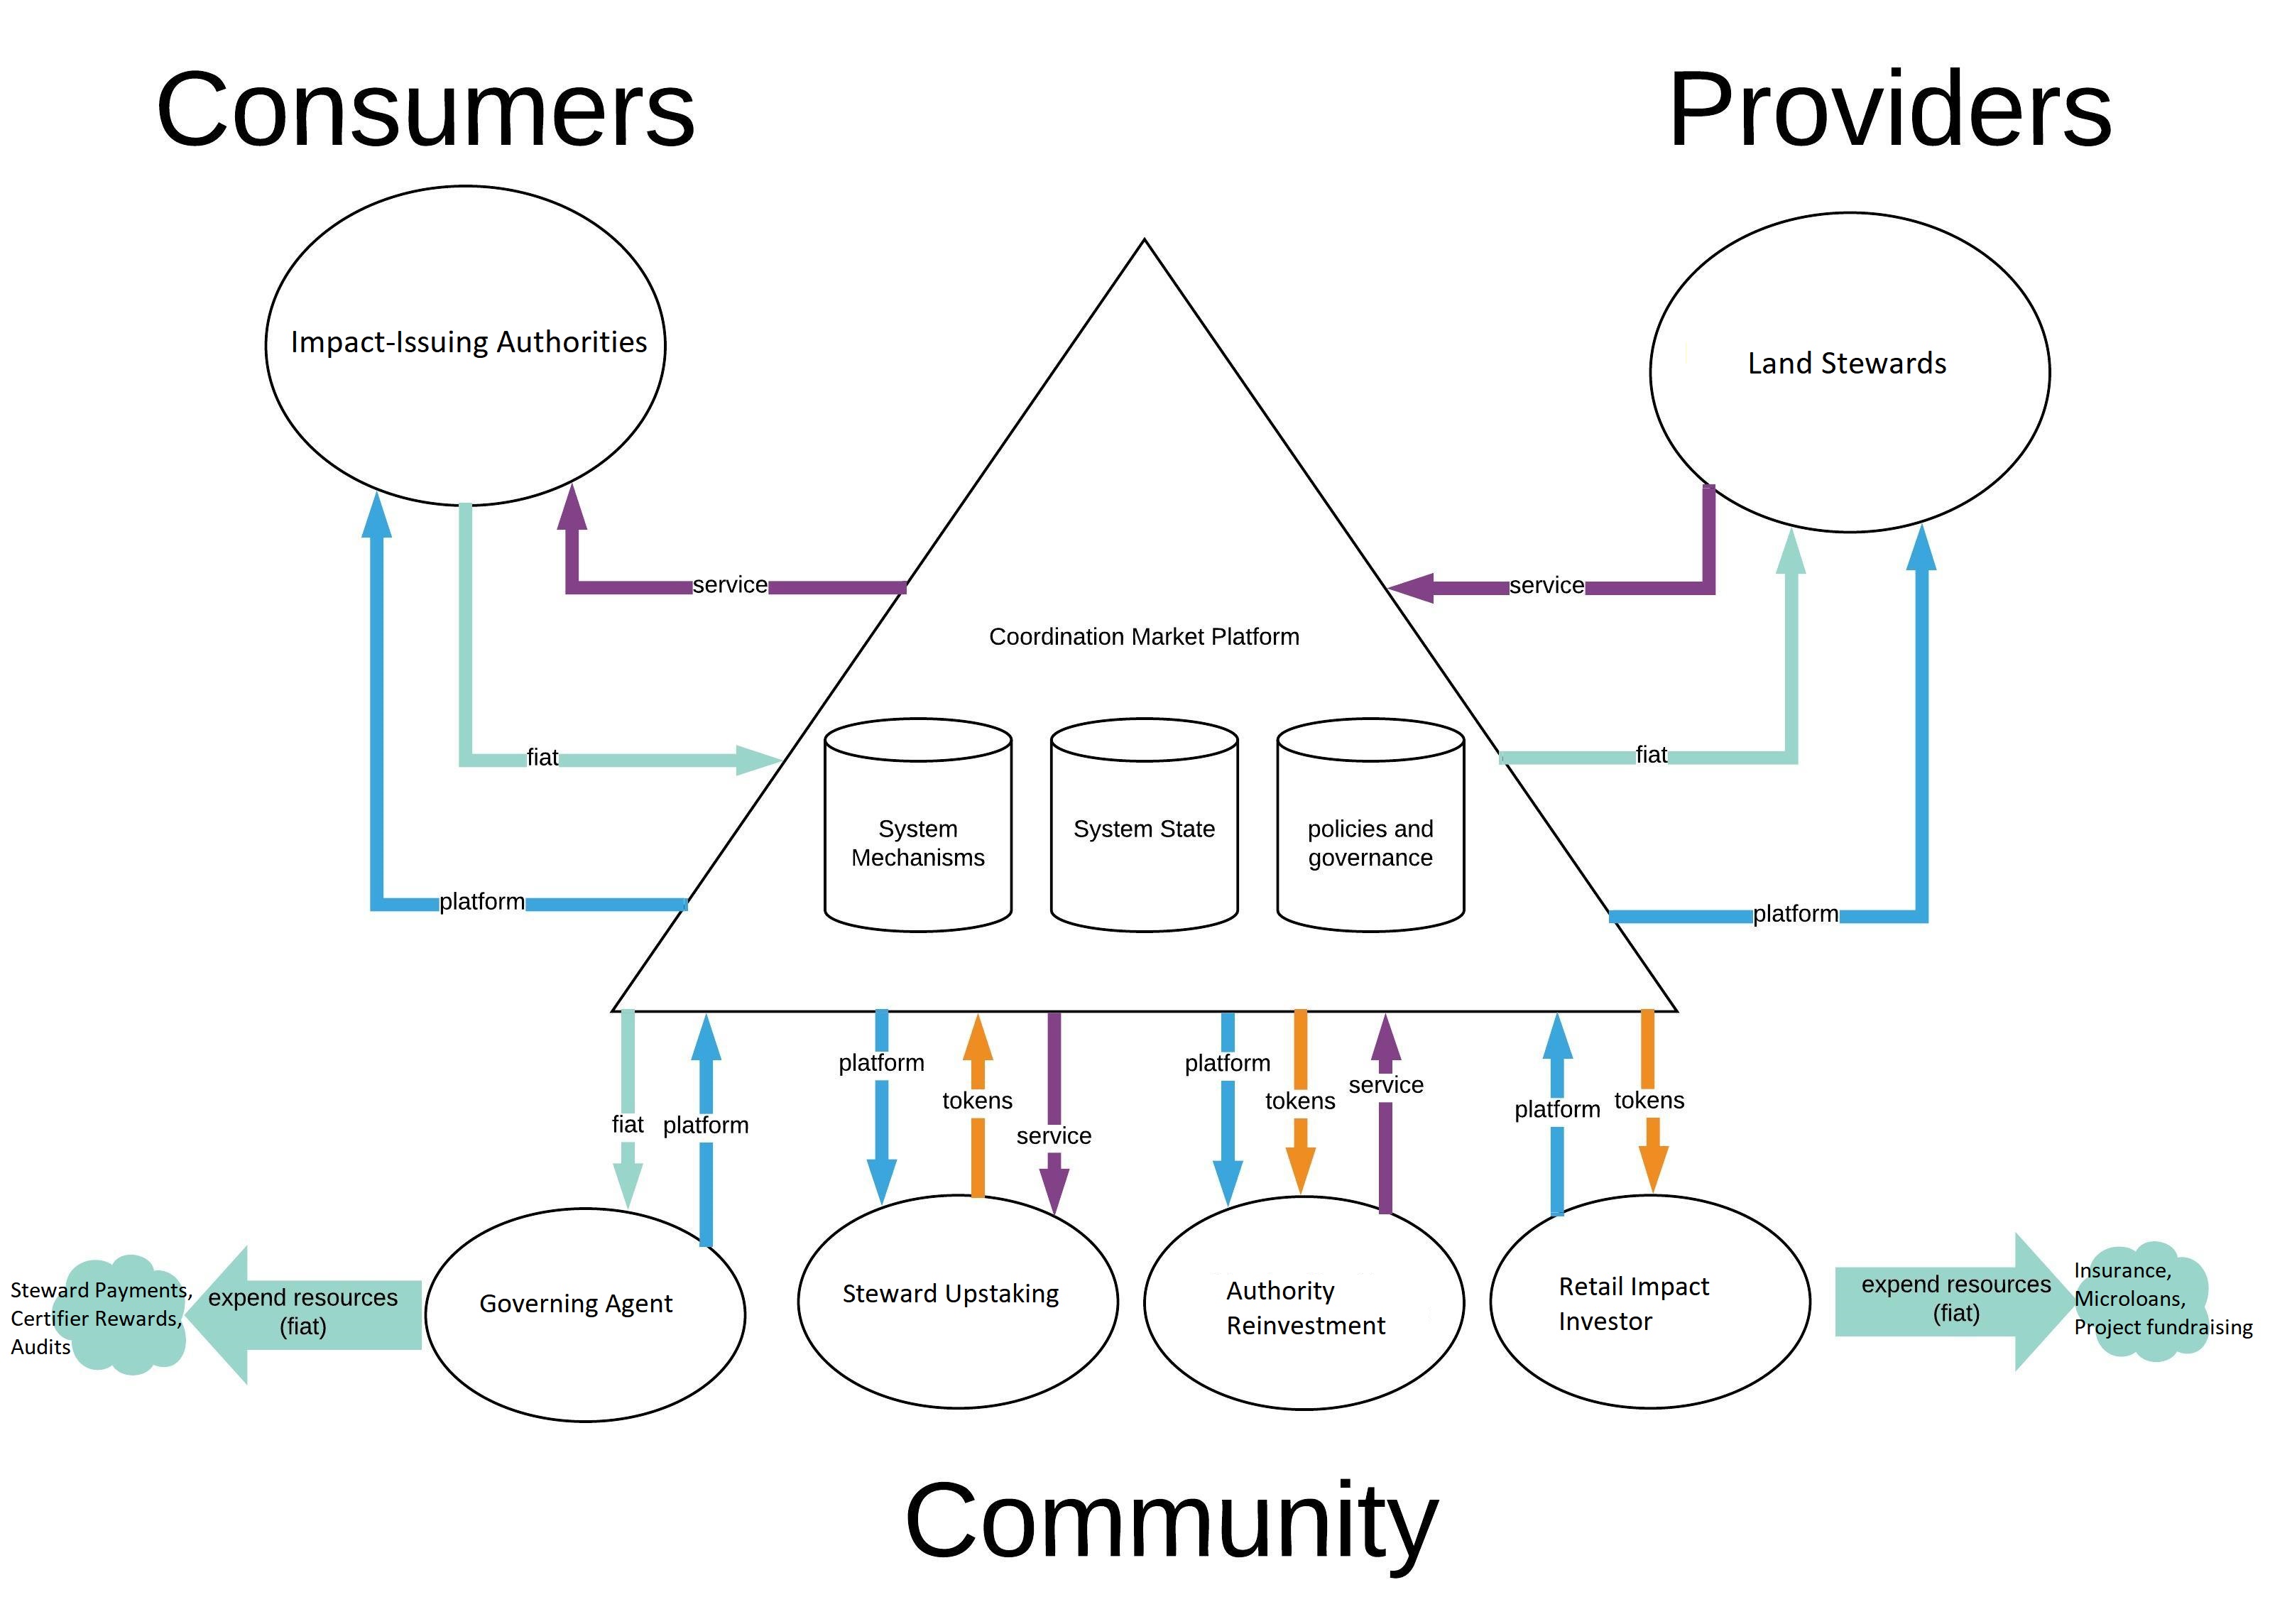 Consumers
Providers
Impact-Issuing Authorities
Land Stewards
service
service
Coordination Market Platform
fiat
fiat
System
Mechanisms
System State
policies and
governance
platform
platform
fiat
platform
platform
tokens
service
platform
tokens
service
platform
tokens
Steward Payments,
Certifier Rewards,
Audits
expend resources
(fiat)
Governing Agent
Steward Upstaking
Authority
Reinvestment
Retail Impact
Investor
expend resources
(fiat)
Insurance,
Microloans,
Project fundraising
Community